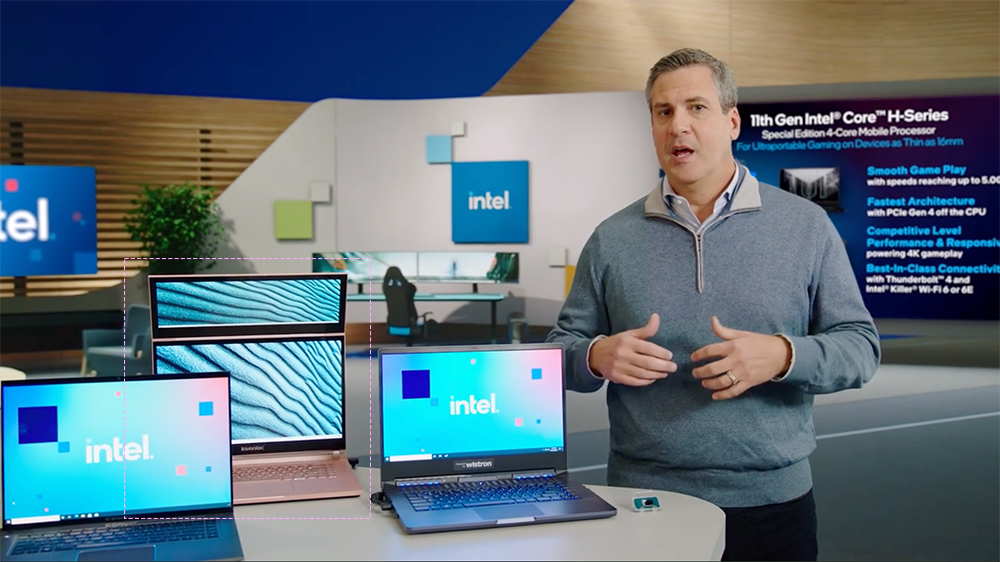 11th Gen Intel® Core™ H-Series
Special Edition 4-Core Mobile Processor
For Ultraportable Gaming on Devices as Thin as 16mm
Smooth Game Play
with speeds reaching up to 5.0
Fastest Architecture
with PCIe Gen 4 off the CPU
Competitive Level
Performance & Responsiv
powering 4K gameplay
Best-In-Class Connectivit
with Thunderbolt™ 4 and
Intel® Killer® Wi-Fi 6 or 6E
intel.
tel.
intel.
wistron
intel.